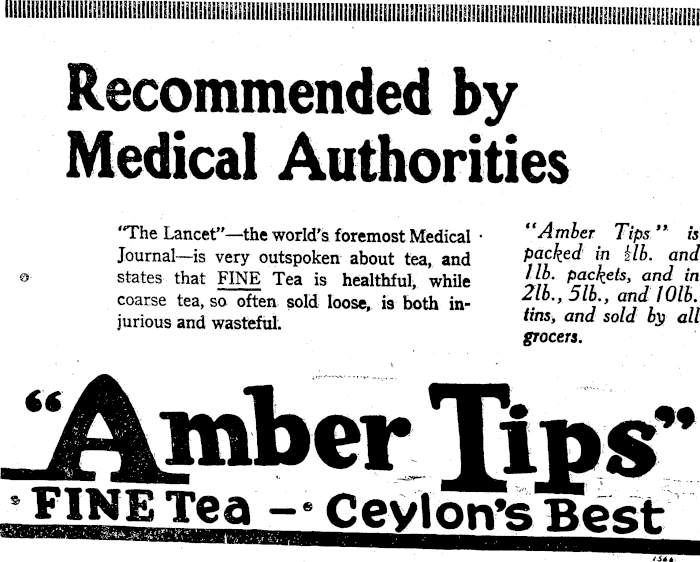 Recommended by
Medical Authorities
"The Lancet"—the world's foremost Medical
Journal—is very outspoken about tea, and
states that FINE Tea is healthful, while
coarse tea, so often sold loose, is both in-
jurious and wasteful.
"Amber Tips" is
packed in ½lb. and
1lb. packets, and in
2lb., 5lb., and 10lb.
tins, and sold by all
grocers.
"Amber Tips"
FINE Tea — Ceylon's Best
1566